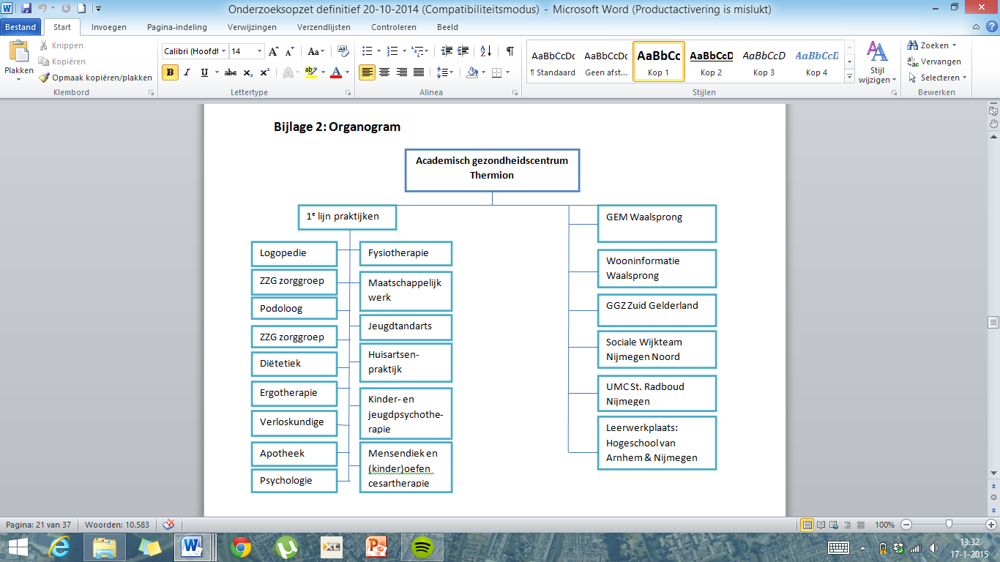 Onderzoeksopzet definitief 20-10-2014 (Compatibiliteitsmodus) - Microsoft Word (Productactivering is mislukt)
Bestand Start Invoegen Pagina-indeling Verwijzingen Verzendlijsten Controleren Beeld
Plakken
Knippen
Kopiëren
Opmaak kopiëren/plakken
Klembord
Calibri (Hoofdt 14
Lettertype
Alinea
AaBbCcDc AaBbCcDc AaBbCc AaBbCcD AaBbCcD AaBbCcD
¶ Standaard Geen afst... Kop 1 Kop 2 Kop 3 Kop 4
Stijl
wijzigen
Stijlen
Zoeken
Vervangen
Selecteren
Bewerken
Bijlage 2: Organogram
Academisch gezondheidscentrum
Thermion
1e lijn praktijken
Logopedie
ZZG zorggroep
Podoloog
ZZG zorggroep
Diëtetiek
Ergotherapie
Verloskundige
Apotheek
Psychologie
Fysiotherapie
Maatschappelijk
werk
Jeugdtandarts
Huisartsen-
praktijk
Kinder- en
jeugdpsychothe-
rapie
Mensendiek en
(kinder)oefen
cesartherapie
GEM Waalsprong
Wooninformatie
Waalsprong
GGZ Zuid Gelderland
Sociale Wijkteam
Nijmegen Noord
UMC St. Radboud
Nijmegen
Leerwerkplaats:
Hogeschool van
Arnhem & Nijmegen
Pagina: 21 van 37 Woorden: 10.583 100%
13:32
17-1-2015